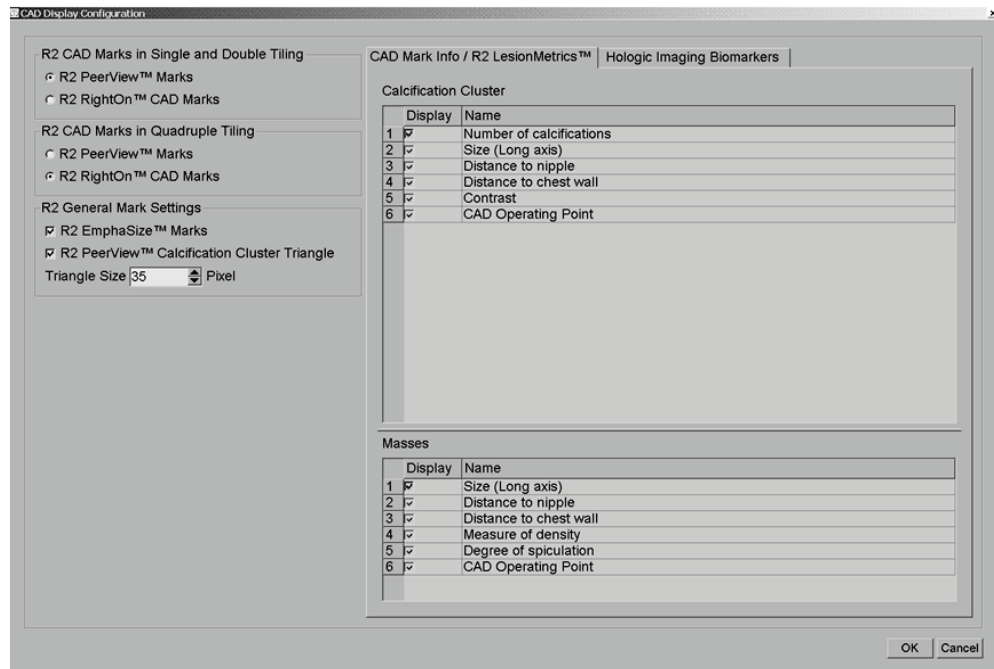 CAD Display Configuration
R2 CAD Marks in Single and Double Tiling
R2 PeerView™ Marks
R2 RightOn™ CAD Marks
R2 CAD Marks in Quadruple Tiling
R2 PeerView™ Marks
R2 RightOn™ CAD Marks
R2 General Mark Settings
R2 EmphaSize™ Marks
R2 PeerView™ Calcification Cluster Triangle
Triangle Size 35 Pixel
CAD Mark Info / R2 LesionMetrics™ Hologic Imaging Biomarkers
Calcification Cluster
Display Name
1 Number of calcifications
2 Size (Long axis)
3 Distance to nipple
4 Distance to chest wall
5 Contrast
6 CAD Operating Point
Masses
Display Name
1 Size (Long axis)
2 Distance to nipple
3 Distance to chest wall
4 Measure of density
5 Degree of spiculation
6 CAD Operating Point
OK Cancel